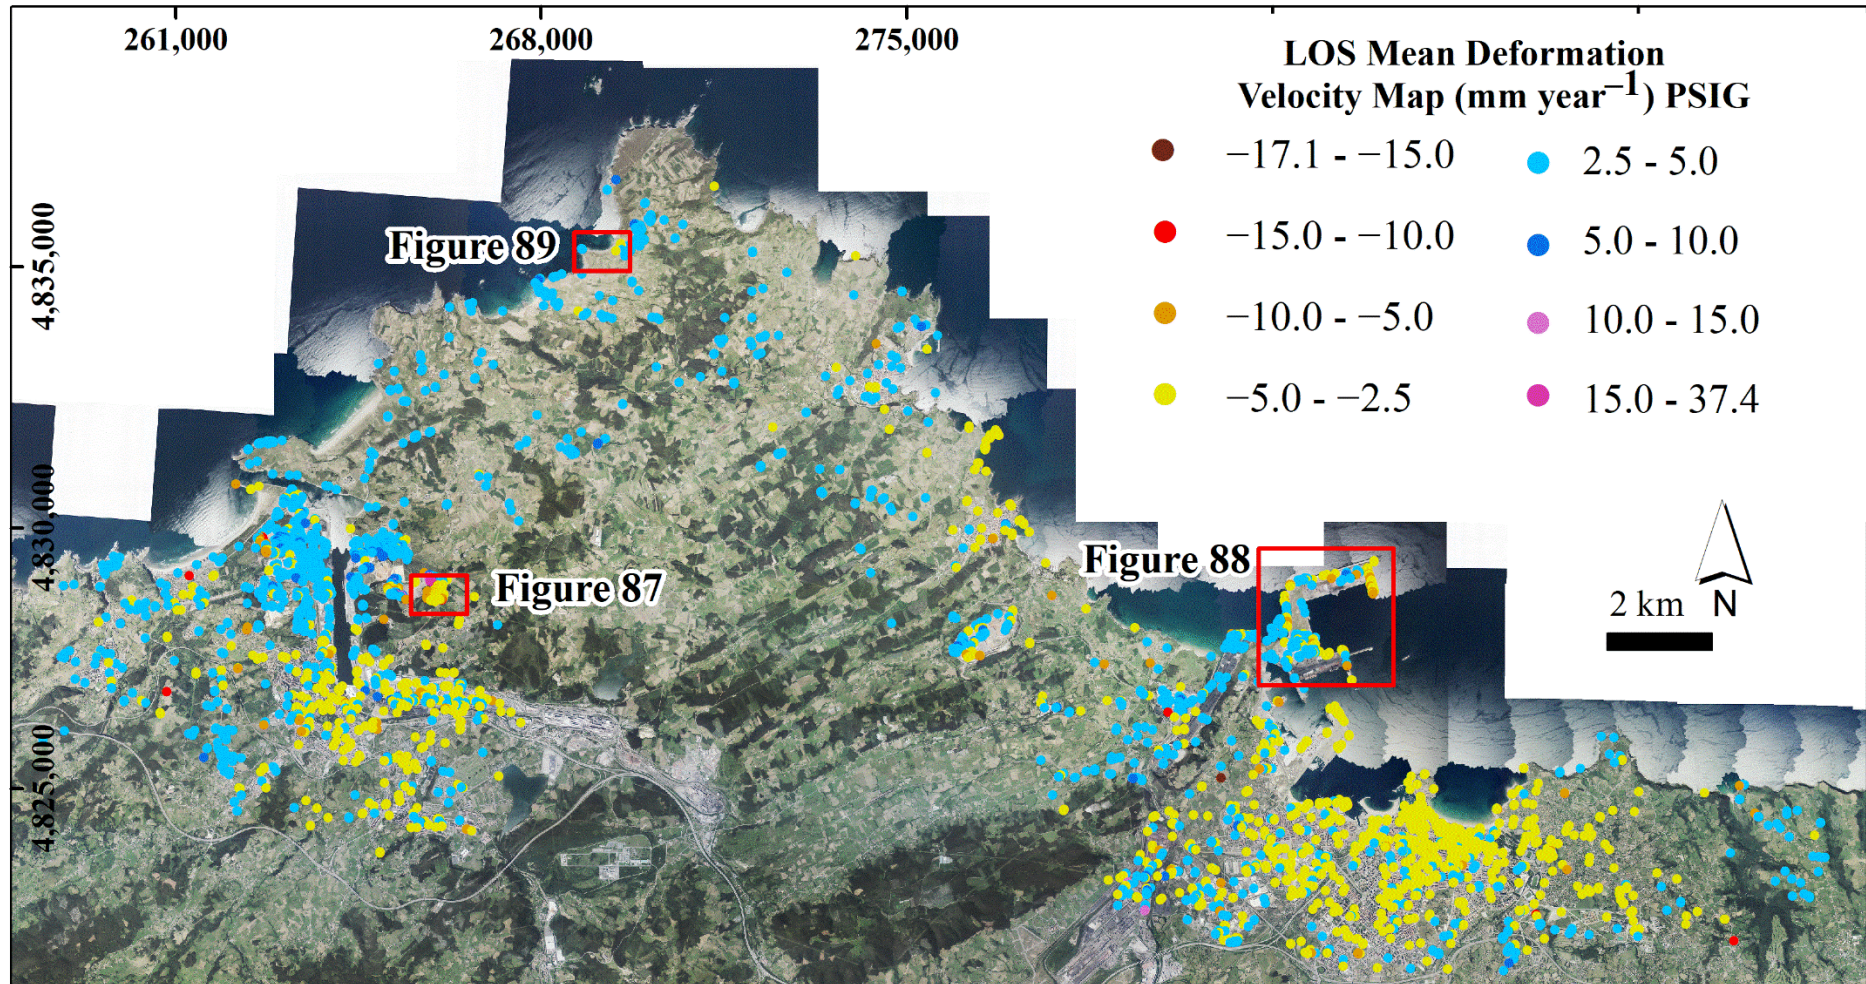 261,000
268,000
275,000
LOS Mean Deformation
Velocity Map (mm year⁻¹) PSIG
−17.1 - −15.0
2.5 - 5.0
−15.0 - −10.0
5.0 - 10.0
−10.0 - −5.0
10.0 - 15.0
−5.0 - −2.5
15.0 - 37.4
4,835,000
4,830,000
4,825,000
Figure 89
Figure 88
Figure 87
2 km
N